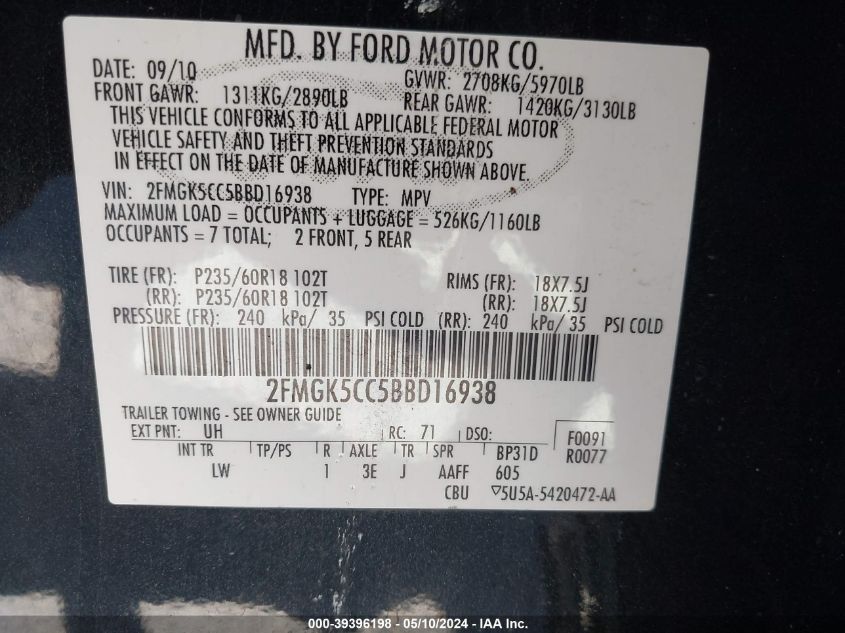 MFD. BY FORD MOTOR CO.
DATE: 09/10 GVWR: 2708KG/5970LB
FRONT GAWR: 1311KG/2890LB REAR GAWR: 1420KG/3130LB
THIS VEHICLE CONFORMS TO ALL APPLICABLE FEDERAL MOTOR
VEHICLE SAFETY AND THEFT PREVENTION STANDARDS
IN EFFECT ON THE DATE OF MANUFACTURE SHOWN ABOVE.
VIN: 2FMGK5CC5BBD16938 TYPE: MPV
MAXIMUM LOAD = OCCUPANTS + LUGGAGE = 526KG/1160LB
OCCUPANTS = 7 TOTAL; 2 FRONT, 5 REAR
TIRE (FR): P235/60R18 102T RIMS (FR): 18X7.5J
(RR): P235/60R18 102T (RR): 18X7.5J
PRESSURE (FR): 240 kPa/ 35 PSI COLD (RR): 240 kPa/ 35 PSI COLD
2FMGK5CC5BBD16938
TRAILER TOWING - SEE OWNER GUIDE
EXT PNT: UH RC: 71 DSO: F0091
INT TR TP/PS R AXLE TR SPR BP31D R0077
LW 1 3E J AAFF 605
CBU 5U5A-5420472-AA
000-39396198 - 05/10/2024 - IAA Inc.